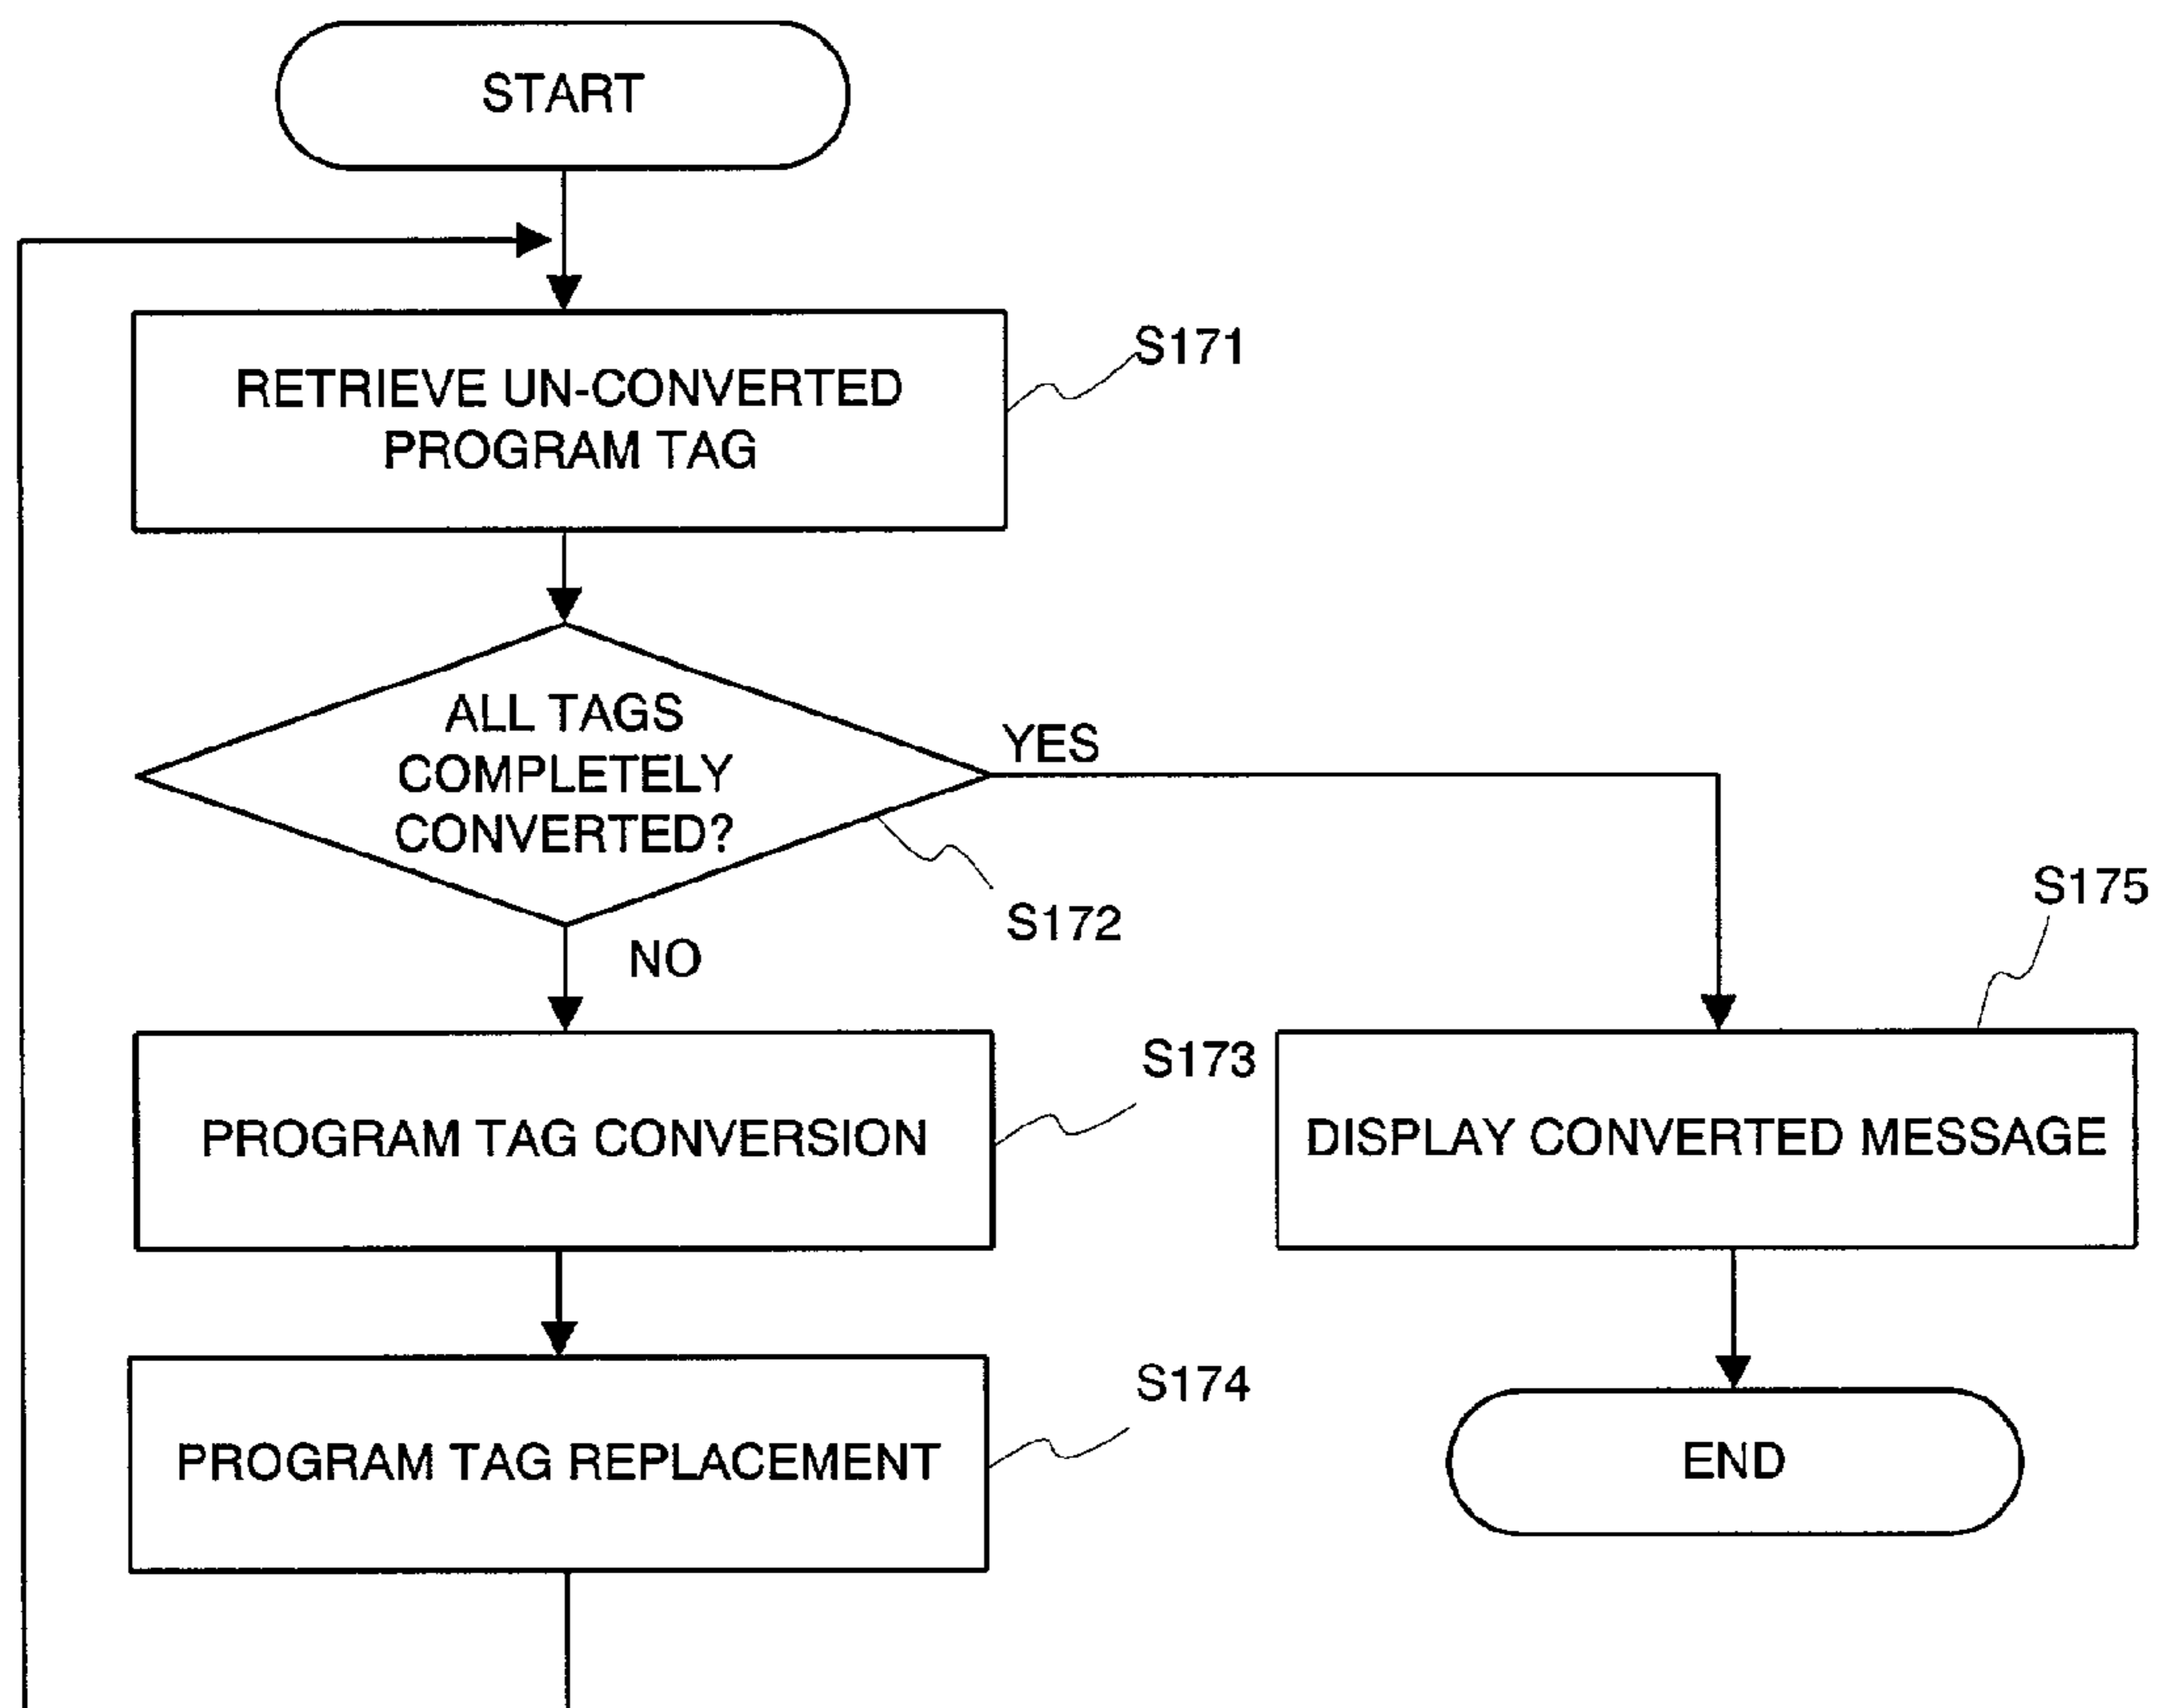 START
S171
RETRIEVE UN-CONVERTED
PROGRAM TAG
ALL TAGS
COMPLETELY
CONVERTED?
YES
S172
NO
S175
S173
PROGRAM TAG CONVERSION
DISPLAY CONVERTED MESSAGE
S174
PROGRAM TAG REPLACEMENT
END